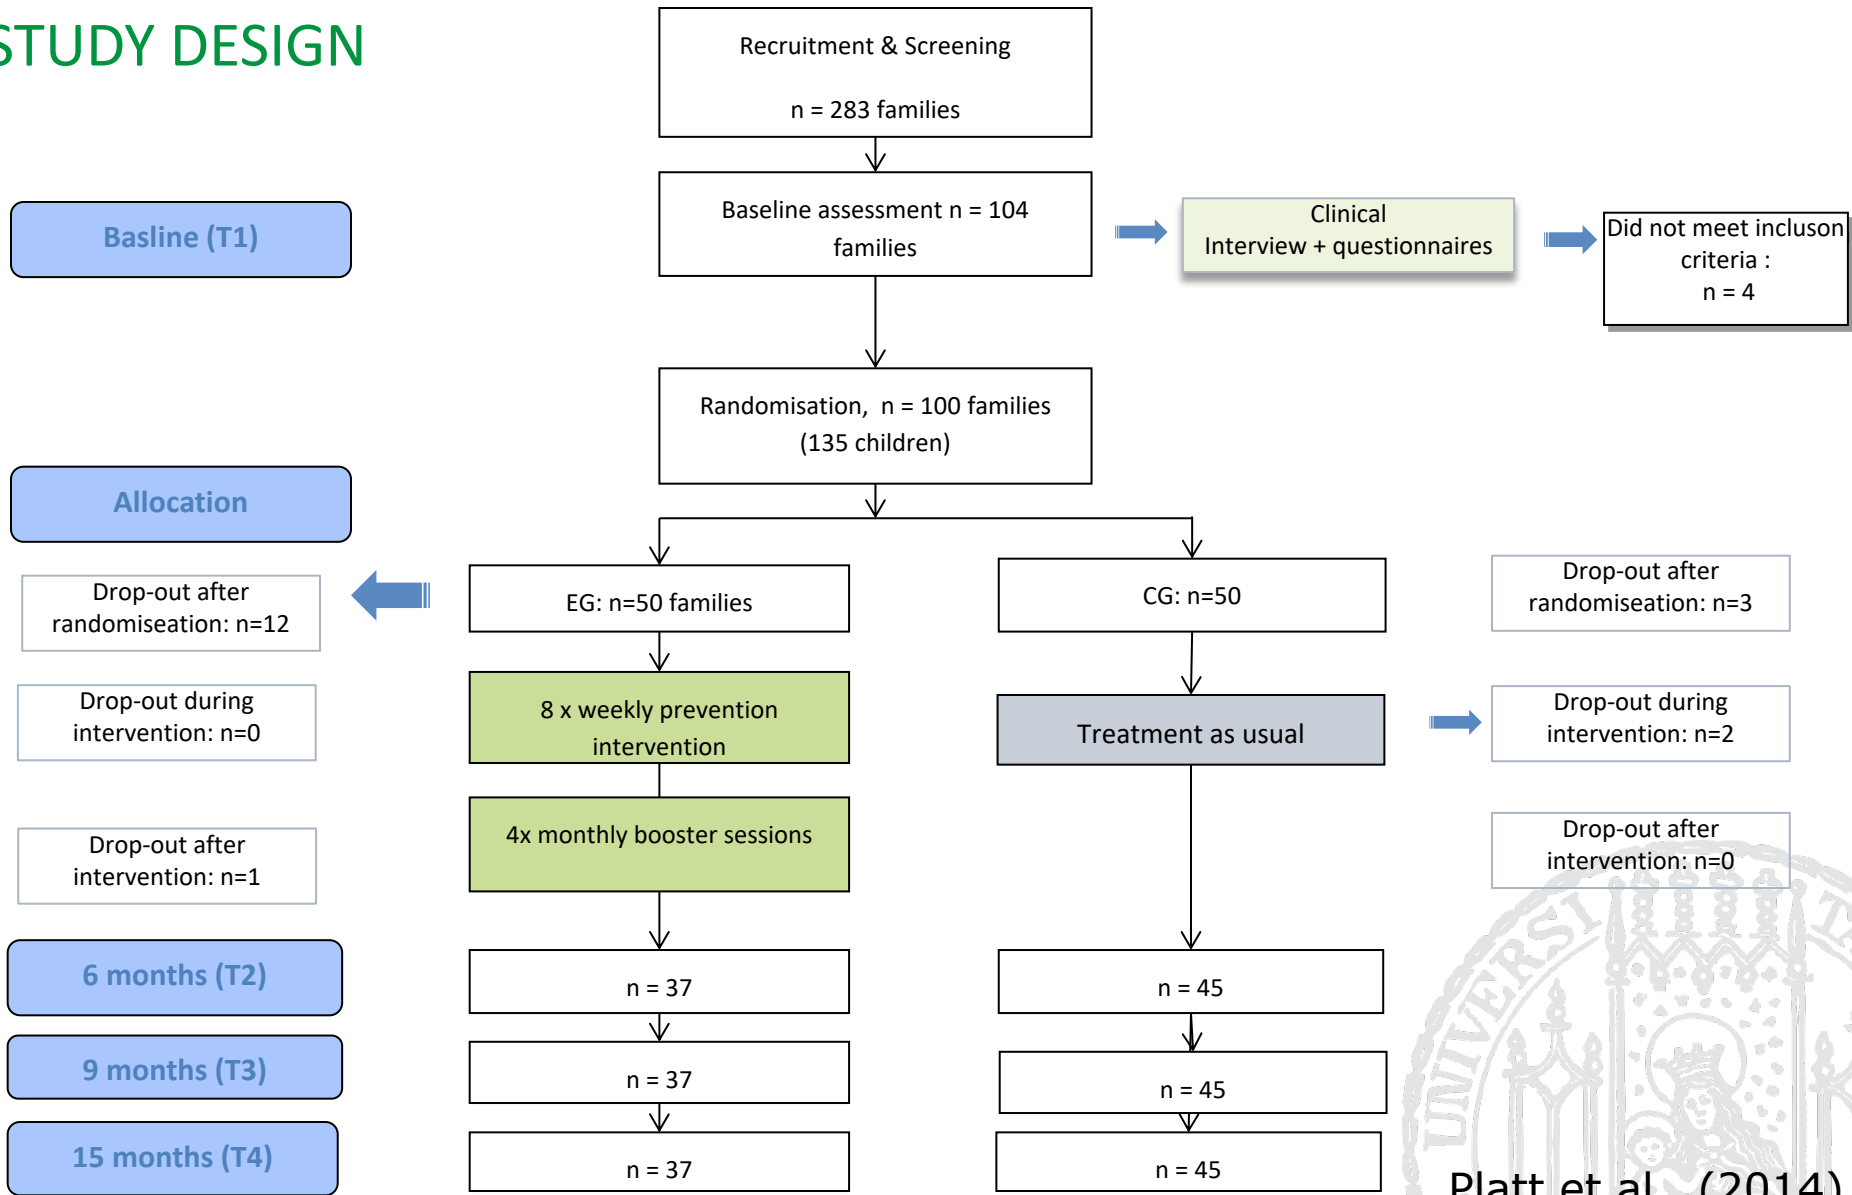 STUDY DESIGN
Recruitment & Screening
n = 283 families
Basline (T1)
Baseline assessment n = 104
families
Clinical
Interview + questionnaires
Did not meet incluson
criteria :
n = 4
Randomisation, n = 100 families
(135 children)
Allocation
Drop-out after
randomiseation: n=12
EG: n=50 families
CG: n=50
Drop-out after
randomiseation: n=3
Drop-out during
intervention: n=0
8 x weekly prevention
intervention
Treatment as usual
Drop-out during
intervention: n=2
Drop-out after
intervention: n=1
4x monthly booster sessions
Drop-out after
intervention: n=0
6 months (T2)
n = 37
n = 45
9 months (T3)
n = 37
n = 45
15 months (T4)
n = 37
n = 45
UNIVERSI
TA
Platt et al., (2014)